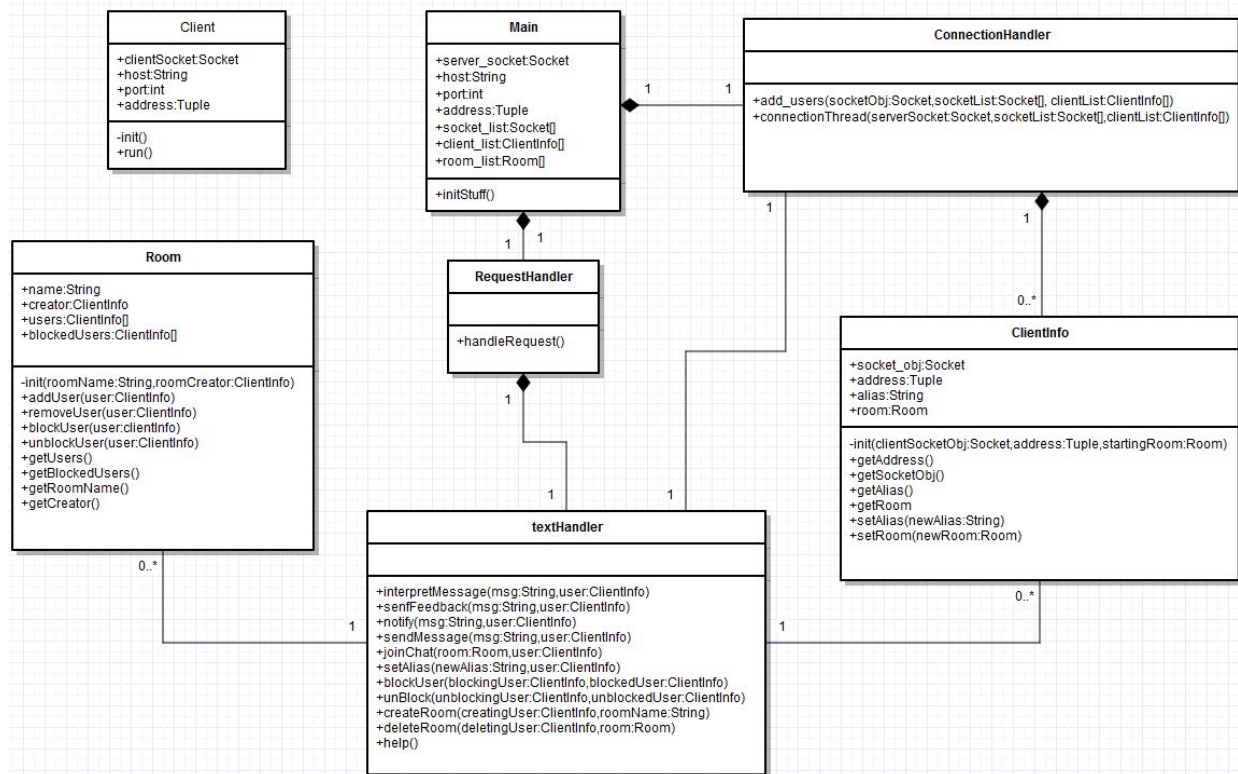 Client
+clientSocket:Socket
+host:String
+port:int
+address:Tuple
-init()
+run()
Main
+server_socket:Socket
+host:String
+port:int
+address:Tuple
+socket_list:Socket[]
+client_list:ClientInfo[]
+room_list:Room[]
+initStuff()
1
1
ConnectionHandler
+add_users(socketObj:Socket,socketList:Socket[], clientList:ClientInfo[])
+connectionThread(serverSocket:Socket,socketList:Socket[],clientList:ClientInfo[])
1
1
1
1
0..*
Room
+name:String
+creator:ClientInfo
+users:ClientInfo[]
+blockedUsers:ClientInfo[]
-init(roomName:String,roomCreator:ClientInfo)
+addUser(user:ClientInfo)
+removeUser(user:ClientInfo)
+blockUser(user:clientInfo)
+unblockUser(user:ClientInfo)
+getUsers()
+getBlockedUsers()
+getRoomName()
+getCreator()
0..*
1
RequestHandler
+handleRequest()
1
1
1
ClientInfo
+socket_obj:Socket
+address:Tuple
+alias:String
+room:Room
-init(clientSocketObj:Socket,address:Tuple,startingRoom:Room)
+getAddress()
+getSocketObj()
+getAlias()
+getRoom
+setAlias(newAlias:String)
+setRoom(newRoom:Room)
0..*
1
textHandler
+interpretMessage(msg:String,user:ClientInfo)
+senfFeedback(msg:String,user:ClientInfo)
+notify(msg:String,user:ClientInfo)
+sendMessage(msg:String,user:ClientInfo)
+joinChat(room:Room,user:ClientInfo)
+setAlias(newAlias:String,user:ClientInfo)
+blockUser(blockingUser:ClientInfo,blockedUser:ClientInfo)
+unBlock(unblockingUser:ClientInfo,unblockedUser:ClientInfo)
+createRoom(creatingUser:ClientInfo,roomName:String)
+deleteRoom(deletingUser:ClientInfo,room:Room)
+help()